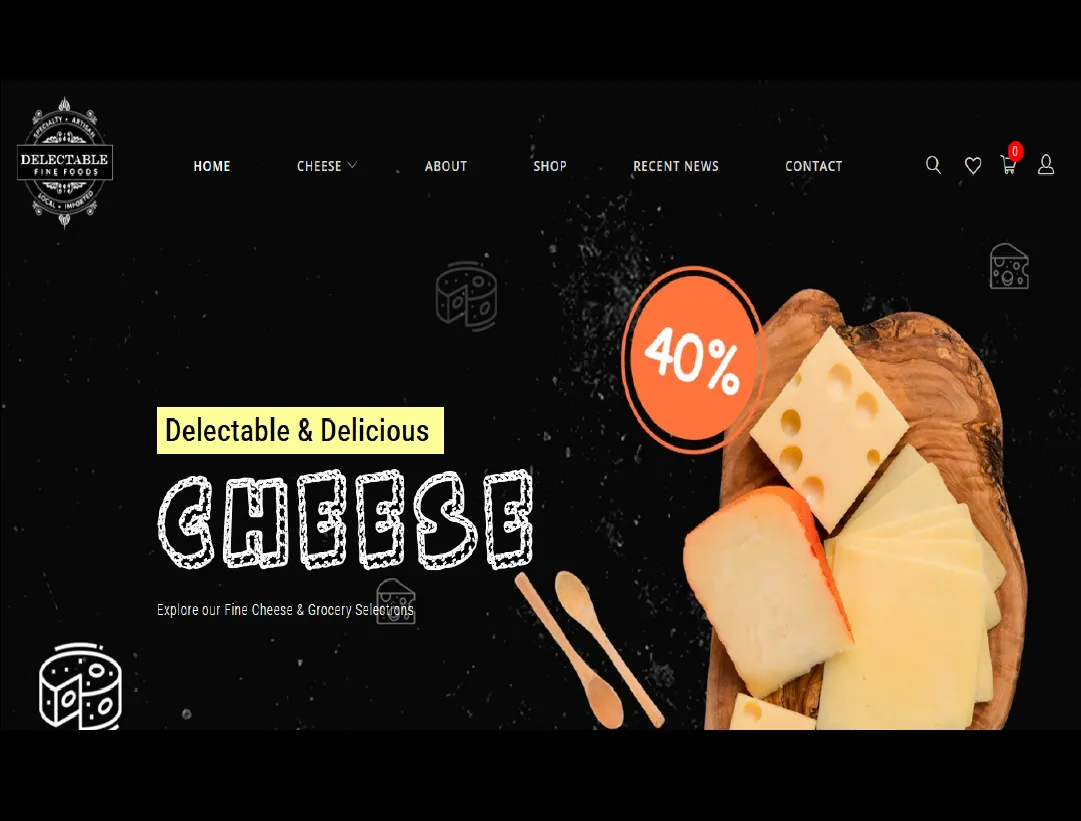 SPECIALTY • ARTISAN
DELECTABLE
FINE FOODS
LOCAL • IMPORTED
HOME
CHEESE
ABOUT
SHOP
RECENT NEWS
CONTACT
0
40%
Delectable & Delicious
CHEESE
Explore our Fine Cheese & Grocery Selections